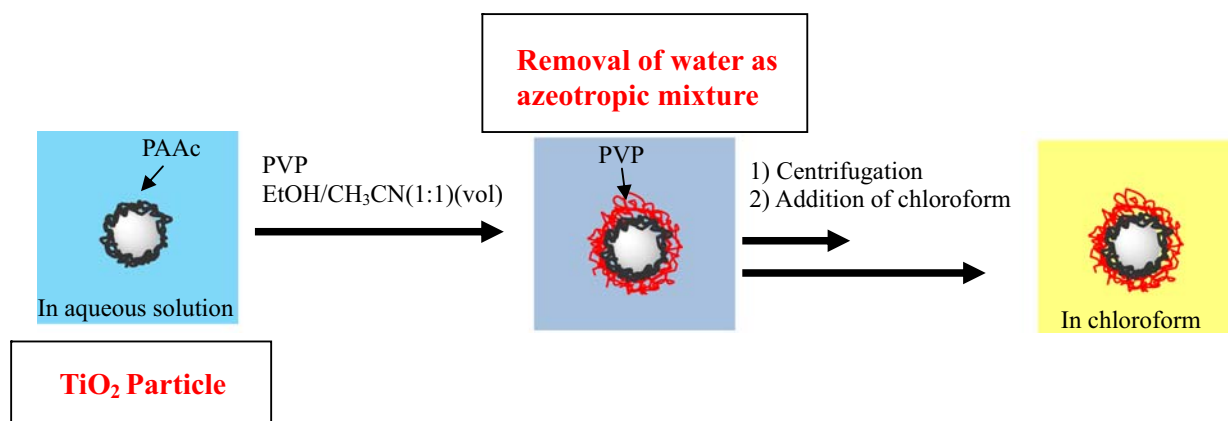 Removal of water as
azeotropic mixture
PAAc
PVP
EtOH/CH₃CN(1:1)(vol)
PVP
1) Centrifugation
2) Addition of chloroform
In aqueous solution
In chloroform
TiO₂ Particle